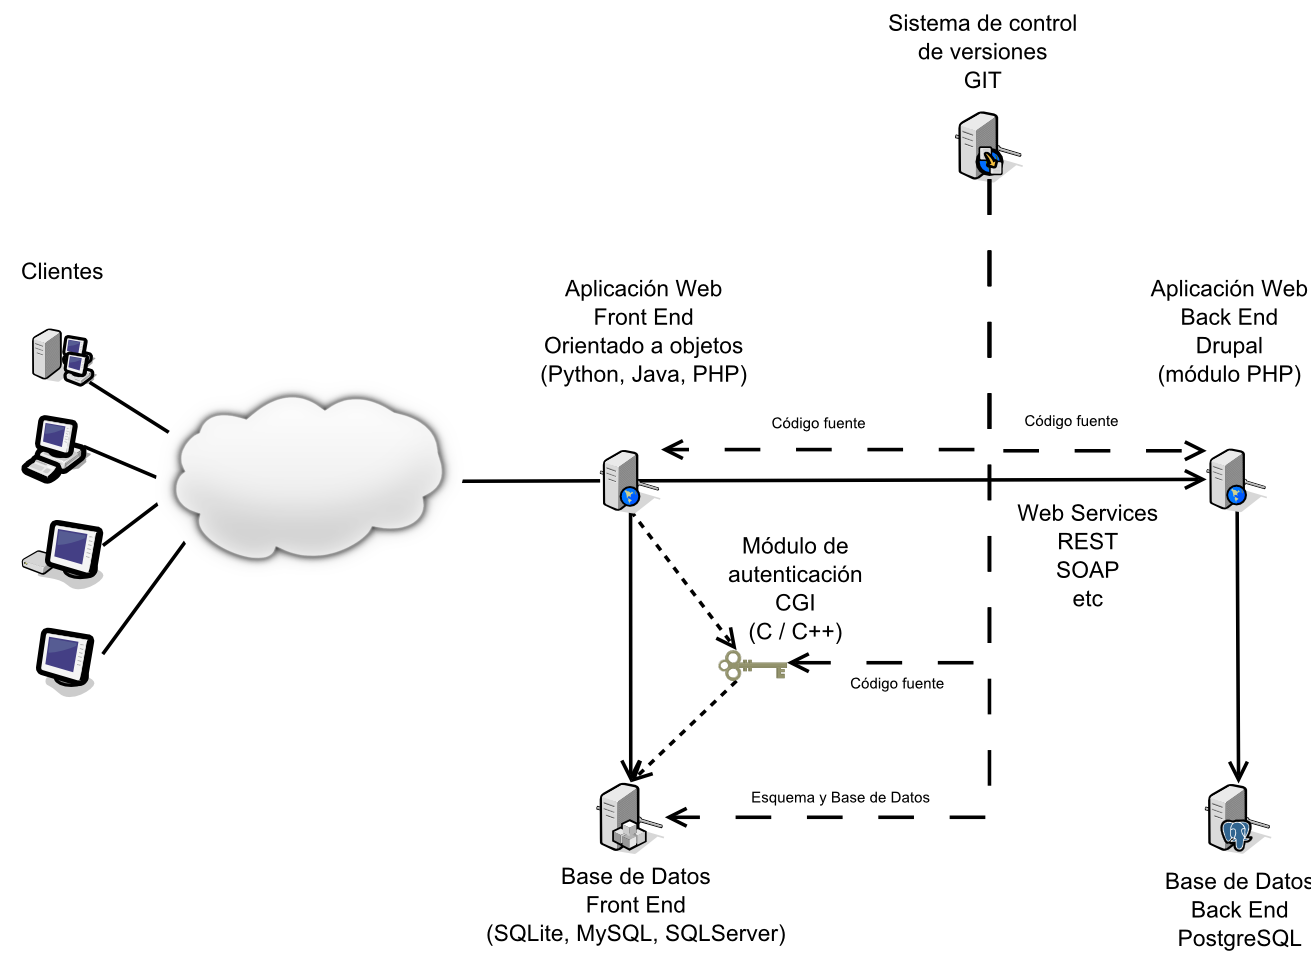 Sistema de control
de versiones
GIT
Clientes
Aplicación Web
Front End
Orientado a objetos
(Python, Java, PHP)
Aplicación Web
Back End
Drupal
(módulo PHP)
Código fuente
Código fuente
Web Services
REST
SOAP
etc
Módulo de
autenticación
CGI
(C / C++)
Código fuente
Esquema y Base de Datos
Base de Datos
Front End
(SQLite, MySQL, SQLServer)
Base de Datos
Back End
PostgreSQL